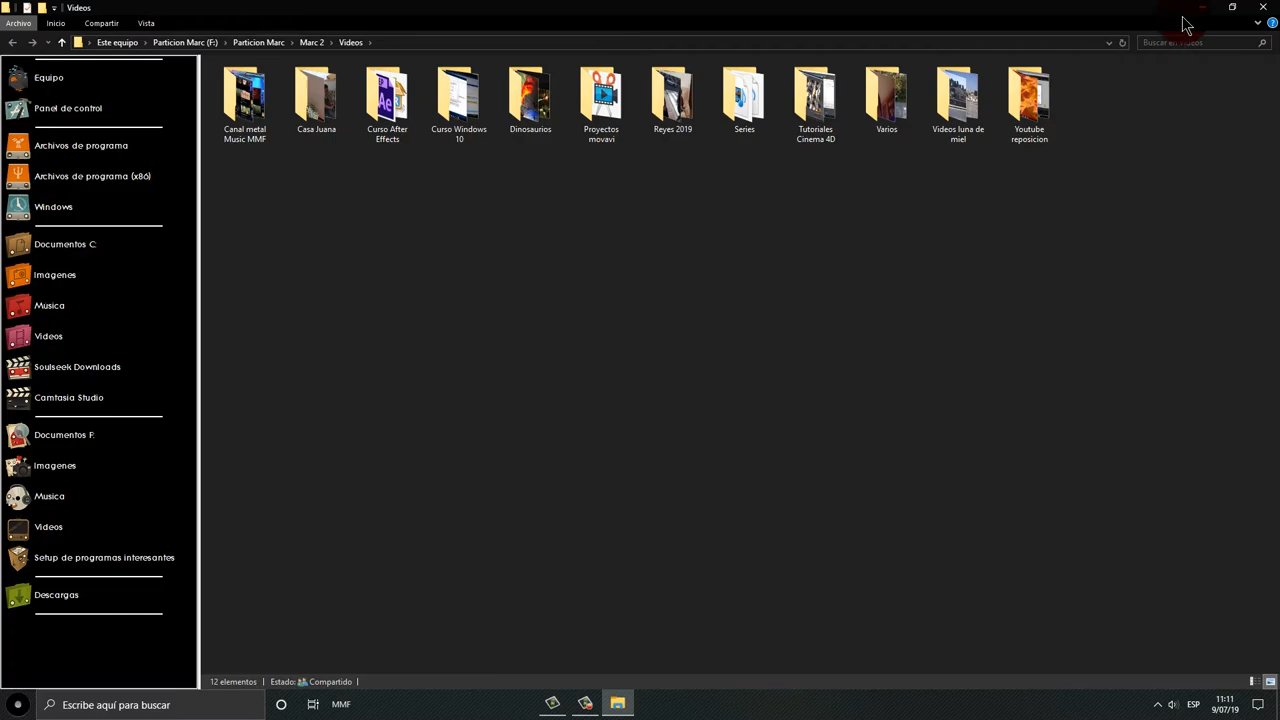 Videos
Archivo Inicio Compartir Vista
Este equipo > Particion Marc (F:) > Particion Marc > Marc 2 > Videos >
Buscar en Videos
Equipo
Panel de control
Archivos de programa
Archivos de programa (x86)
Windows
Documentos C:
Imagenes
Musica
Videos
Soulseek Downloads
Camtasia Studio
Documentos F:
Imagenes
Musica
Videos
Setup de programas interesantes
Descargas
Canal metal
Music MMF
Casa Juana
Curso After
Effects
Curso Windows
10
Dinosaurios
Proyectos
movavi
Reyes 2019
Series
Tutoriales
Cinema 4D
Varios
Videos luna de
miel
Youtube
reposicion
12 elementos Estado: Compartido
Escribe aquí para buscar
MMF
ESP
11:11
9/07/19